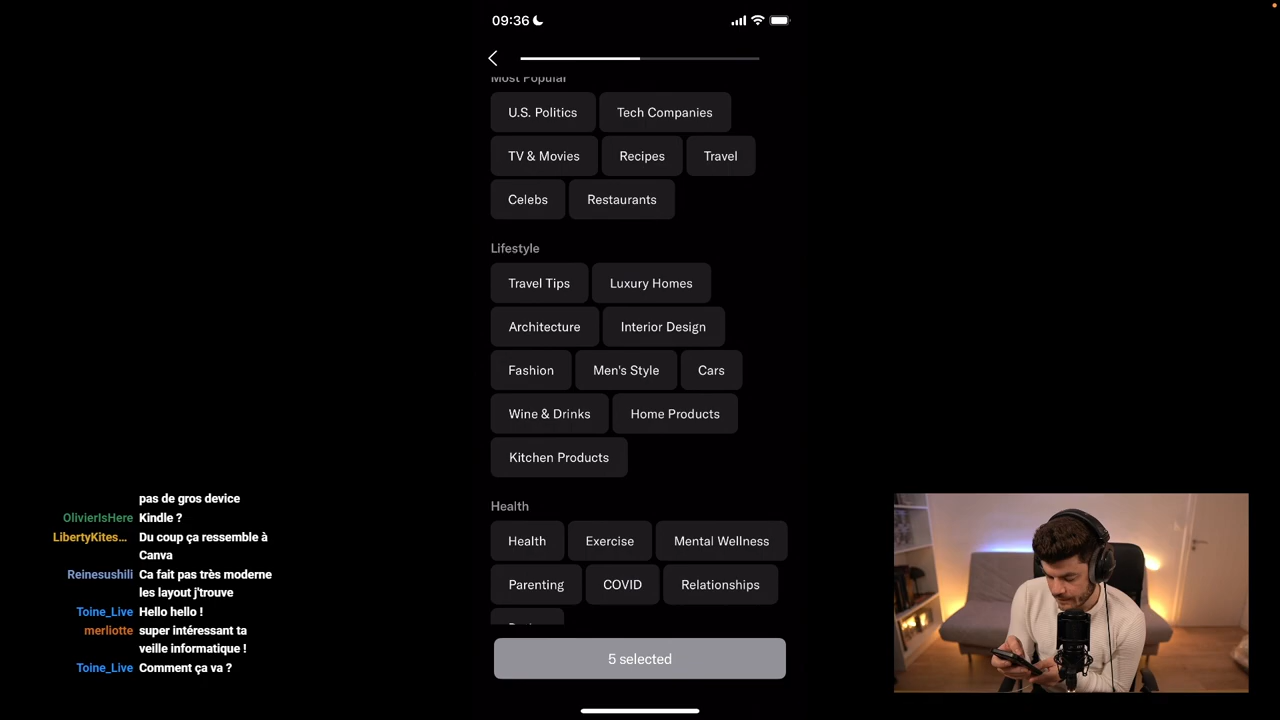 09:36
Most Popular
U.S. Politics Tech Companies
TV & Movies Recipes Travel
Celebs Restaurants
Lifestyle
Travel Tips Luxury Homes
Architecture Interior Design
Fashion Men's Style Cars
Wine & Drinks Home Products
Kitchen Products
Health
Health Exercise Mental Wellness
Parenting COVID Relationships
5 selected
pas de gros device
OlivierIsHere Kindle ?
LibertyKites... Du coup ça ressemble à
Canva
Reinesushili Ca fait pas très moderne
les layout j'trouve
Toine_Live Hello hello !
merliotte super intéressant ta
veille informatique !
Toine_Live Comment ça va ?